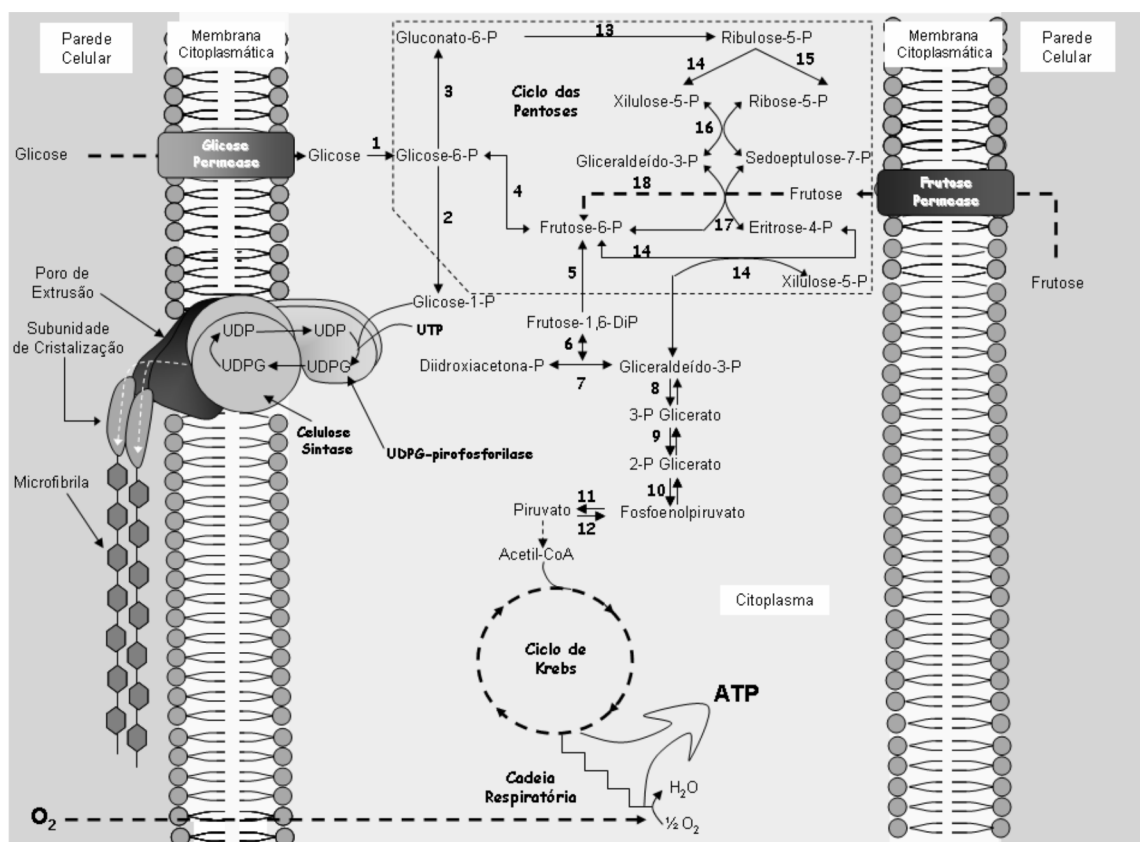 Parede
Celular
Membrana
Citoplasmática
Gluconato-6-P
13
Ribulose-5-P
Membrana
Citoplasmática
Parede
Celular
3
Ciclo das
Pentoses
14
15
Xilulose-5-P
Ribose-5-P
16
Glicose
Glicose
Permease
Glicose
1
Glicose-6-P
Gliceraldeído-3-P
Sedoeptulose-7-P
4
18
Frutose
Frutose
Permease
2
Frutose-6-P
17
Eritrose-4-P
14
14
5
Xilulose-5-P
Frutose
Poro de
Extrusão
Glicose-1-P
Subunidade
de Cristalização
UDP
UDP
UTP
Frutose-1,6-DiP
6
UDPG
UDPG
Diidroxiacetona-P
7
Gliceraldeído-3-P
8
3-P Glicerato
9
Celulose
Sintase
UDPG-pirofosforilase
2-P Glicerato
10
Microfibrila
Piruvato
11
12
Fosfoenolpiruvato
Acetil-CoA
Citoplasma
Ciclo de
Krebs
ATP
Cadeia
Respiratória
H2O
O2
½ O2